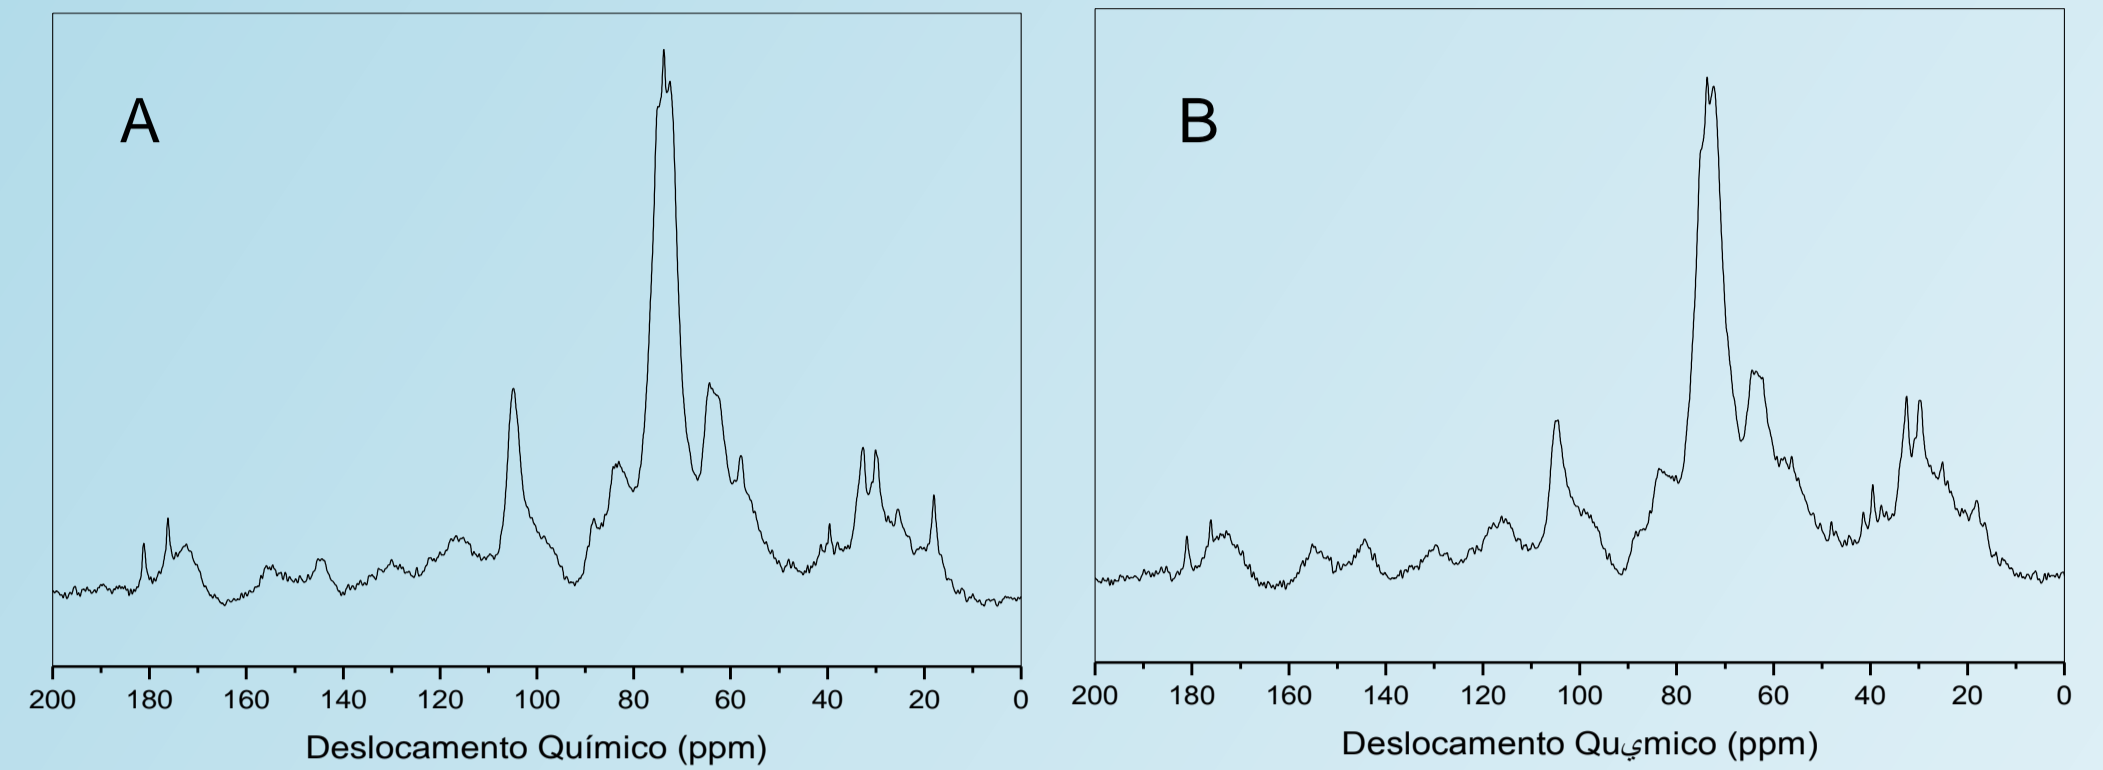 A
200 180 160 140 120 100 80 60 40 20 0
Deslocamento Químico (ppm)
B
200 180 160 140 120 100 80 60 40 20 0
Deslocamento Quيmico (ppm)